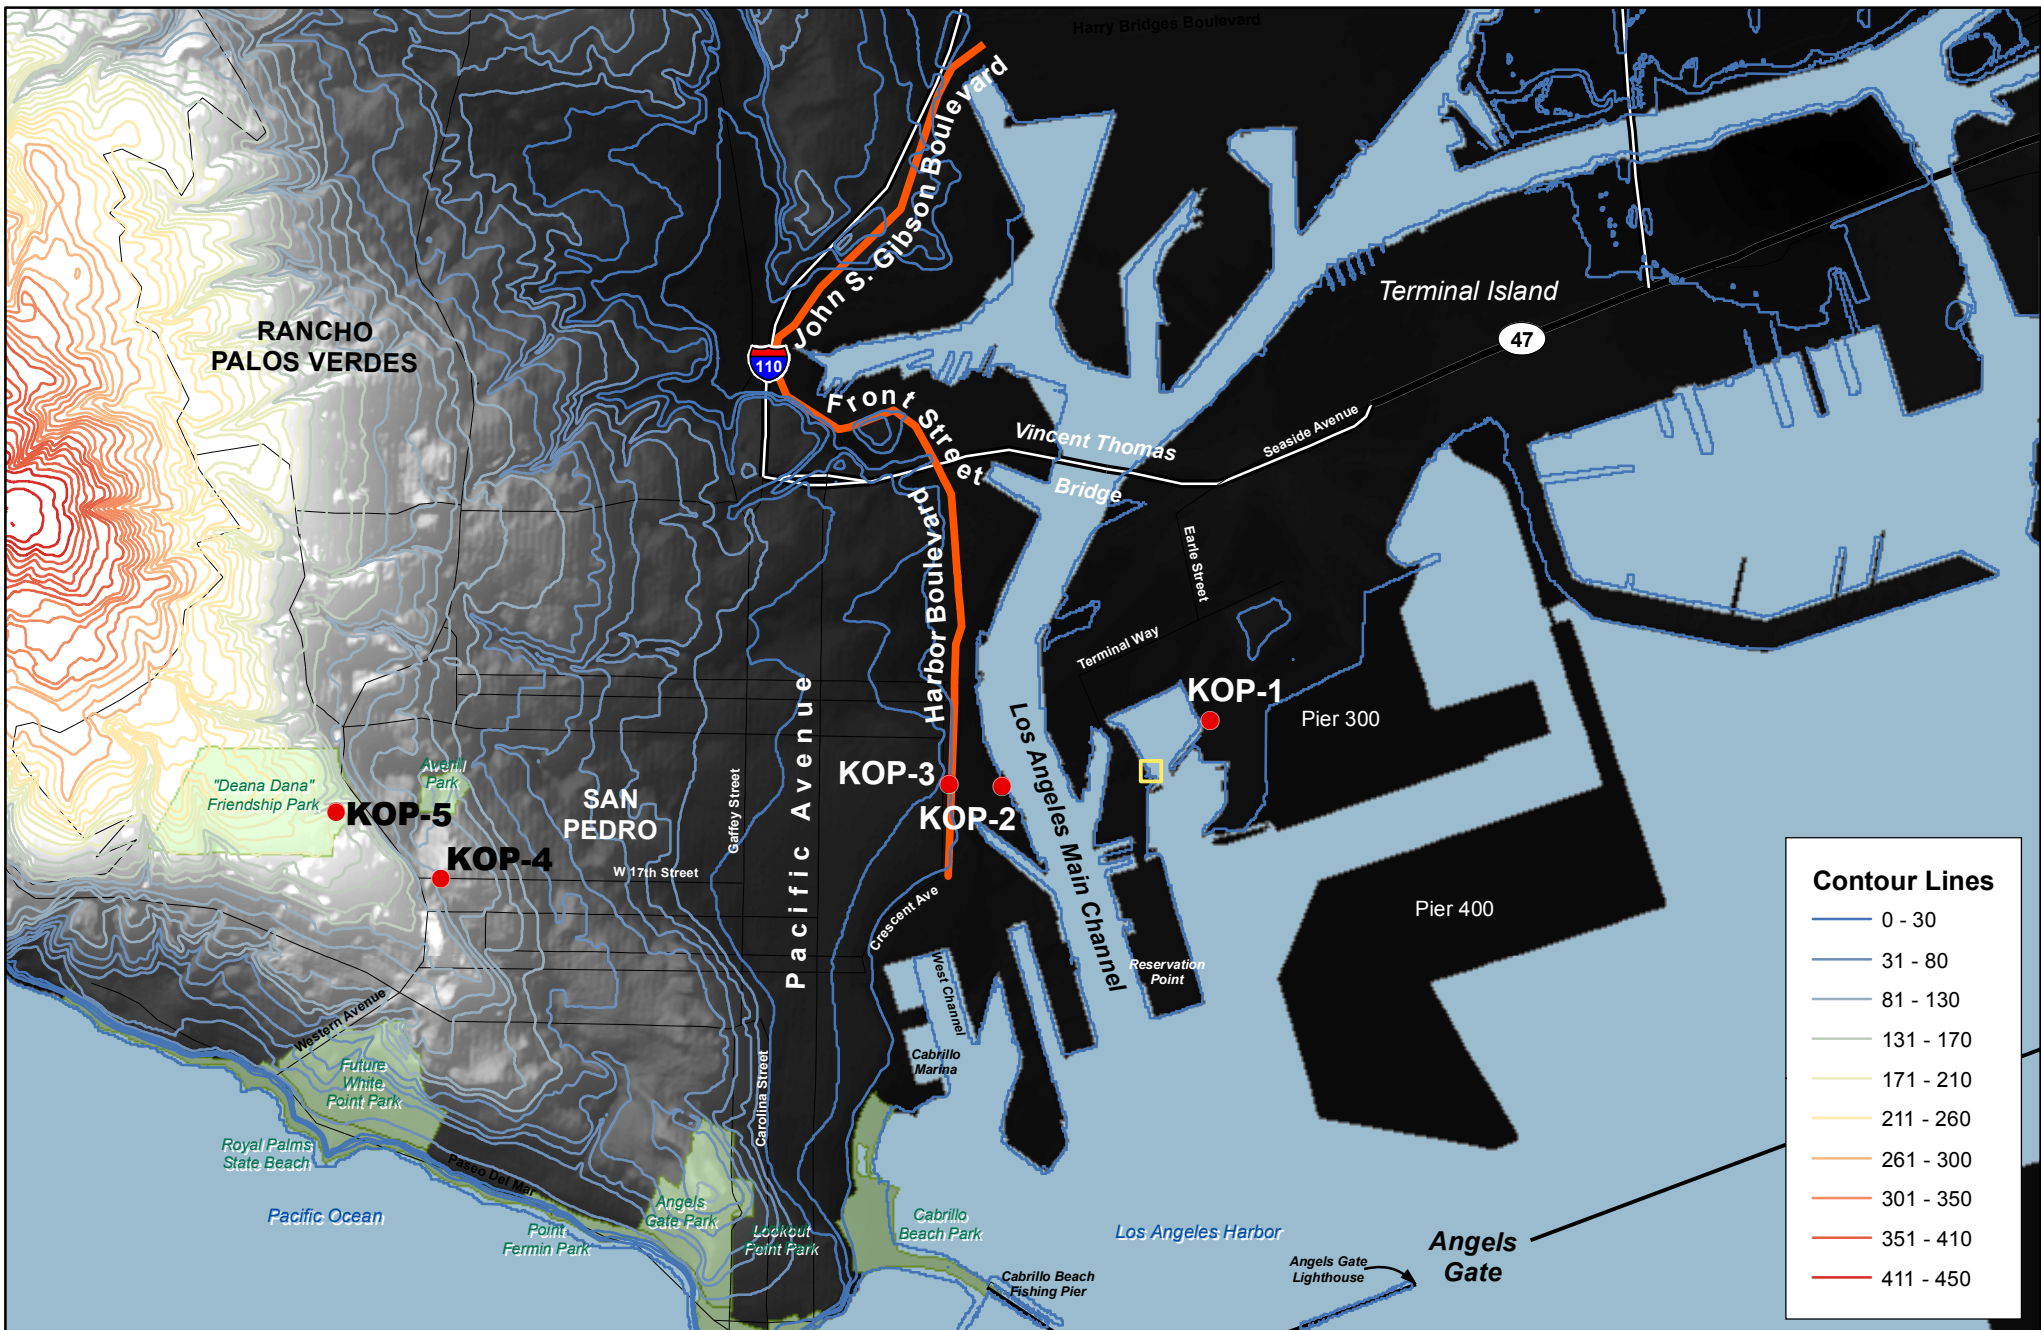 Harry Bridges Boulevard
John S. Gibson Boulevard
Terminal Island
47
RANCHO
PALOS VERDES
110
Front Street
Vincent Thomas
Bridge
Seaside Avenue
Harbor Boulevard
Earle Street
Terminal Way
KOP-1
Pier 300
Los Angeles Main Channel
Pacific Avenue
Gaffey Street
KOP-3
KOP-2
"Deana Dana"
Friendship Park
KOP-5
Averill
Park
SAN
PEDRO
KOP-4
W 17th Street
Crescent Ave
Pier 400
West Channel
Reservation
Point
Cabrillo
Marina
Western Avenue
Future
White
Point Park
Carolina Street
Royal Palms
State Beach
Paseo Del Mar
Pacific Ocean
Point
Fermin Park
Angels
Gate Park
Lookout
Point Park
Cabrillo
Beach Park
Los Angeles Harbor
Cabrillo Beach
Fishing Pier
Angels Gate
Lighthouse
Angels
Gate
Contour Lines
0 - 30
31 - 80
81 - 130
131 - 170
171 - 210
211 - 260
261 - 300
301 - 350
351 - 410
411 - 450